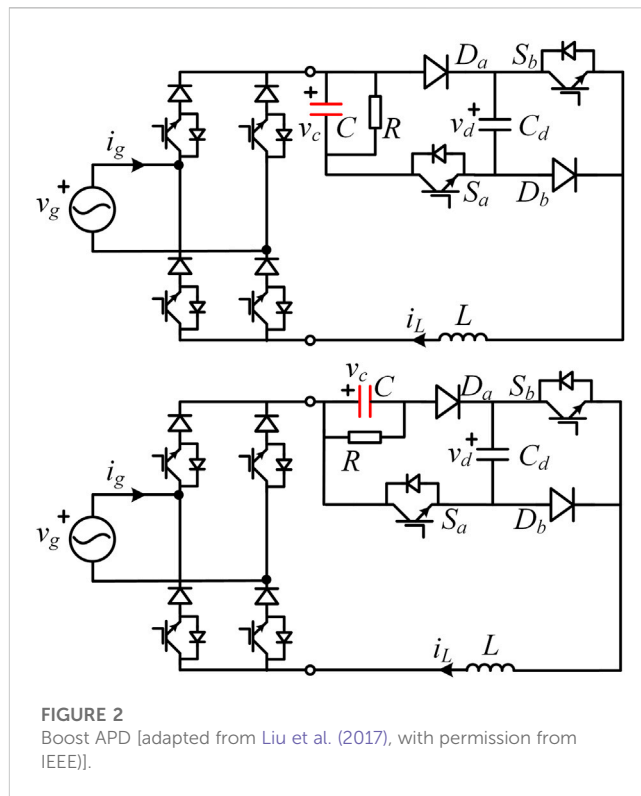 D_a S_b
+ v_c C R v_d + C_d
i_g
v_g + S_a D_b
i_L L
v_c + C D_a S_b
R v_d + C_d
i_g
v_g + S_a D_b
i_L L
FIGURE 2
Boost APD [adapted from Liu et al. (2017), with permission from
IEEE)].